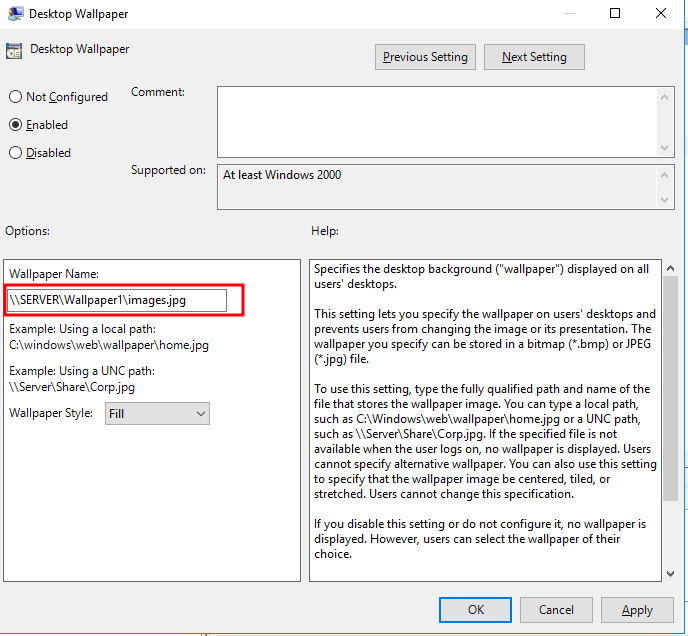 Desktop Wallpaper
Desktop Wallpaper
Previous Setting
Next Setting
Not Configured
Comment:
Enabled
Disabled
Supported on:
At least Windows 2000
Options:
Help:
Wallpaper Name:
\\SERVER\Wallpaper1\images.jpg
Example: Using a local path:
C:\windows\web\wallpaper\home.jpg
Example: Using a UNC path:
\\Server\Share\Corp.jpg
Wallpaper Style:
Fill
Specifies the desktop background ("wallpaper") displayed on all
users' desktops.
This setting lets you specify the wallpaper on users' desktops and
prevents users from changing the image or its presentation. The
wallpaper you specify can be stored in a bitmap (*.bmp) or JPEG
(*.jpg) file.
To use this setting, type the fully qualified path and name of the
file that stores the wallpaper image. You can type a local path,
such as C:\Windows\web\wallpaper\home.jpg or a UNC path,
such as \\Server\Share\Corp.jpg. If the specified file is not
available when the user logs on, no wallpaper is displayed. Users
cannot specify alternative wallpaper. You can also use this setting
to specify that the wallpaper image be centered, tiled, or
stretched. Users cannot change this specification.
If you disable this setting or do not configure it, no wallpaper is
displayed. However, users can select the wallpaper of their
choice.
OK
Cancel
Apply